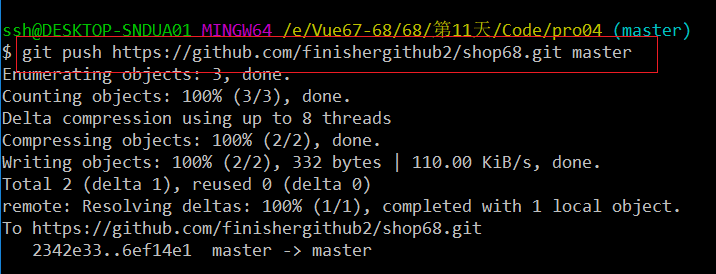 ssh@DESKTOP-SNDUA01 MINGW64 /e/Vue67-68/68/第11天/Code/pro04 (master)
$ git push https://github.com/finishergithub2/shop68.git master
Enumerating objects: 3, done.
Counting objects: 100% (3/3), done.
Delta compression using up to 8 threads
Compressing objects: 100% (2/2), done.
Writing objects: 100% (2/2), 332 bytes | 110.00 KiB/s, done.
Total 2 (delta 1), reused 0 (delta 0)
remote: Resolving deltas: 100% (1/1), completed with 1 local object.
To https://github.com/finishergithub2/shop68.git
   2342e33..6ef14e1  master -> master